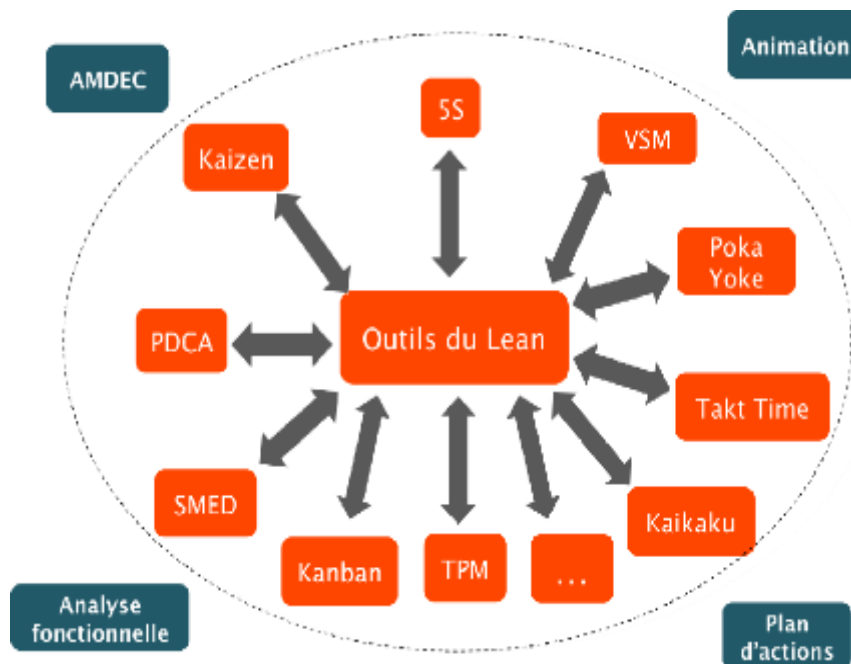 AMDEC
Animation
5S
VSM
Kaizen
Poka
Yoke
PDCA
Outils du Lean
Takt Time
SMED
Kaikaku
Kanban
TPM
...
Analyse
fonctionnelle
Plan
d'actions